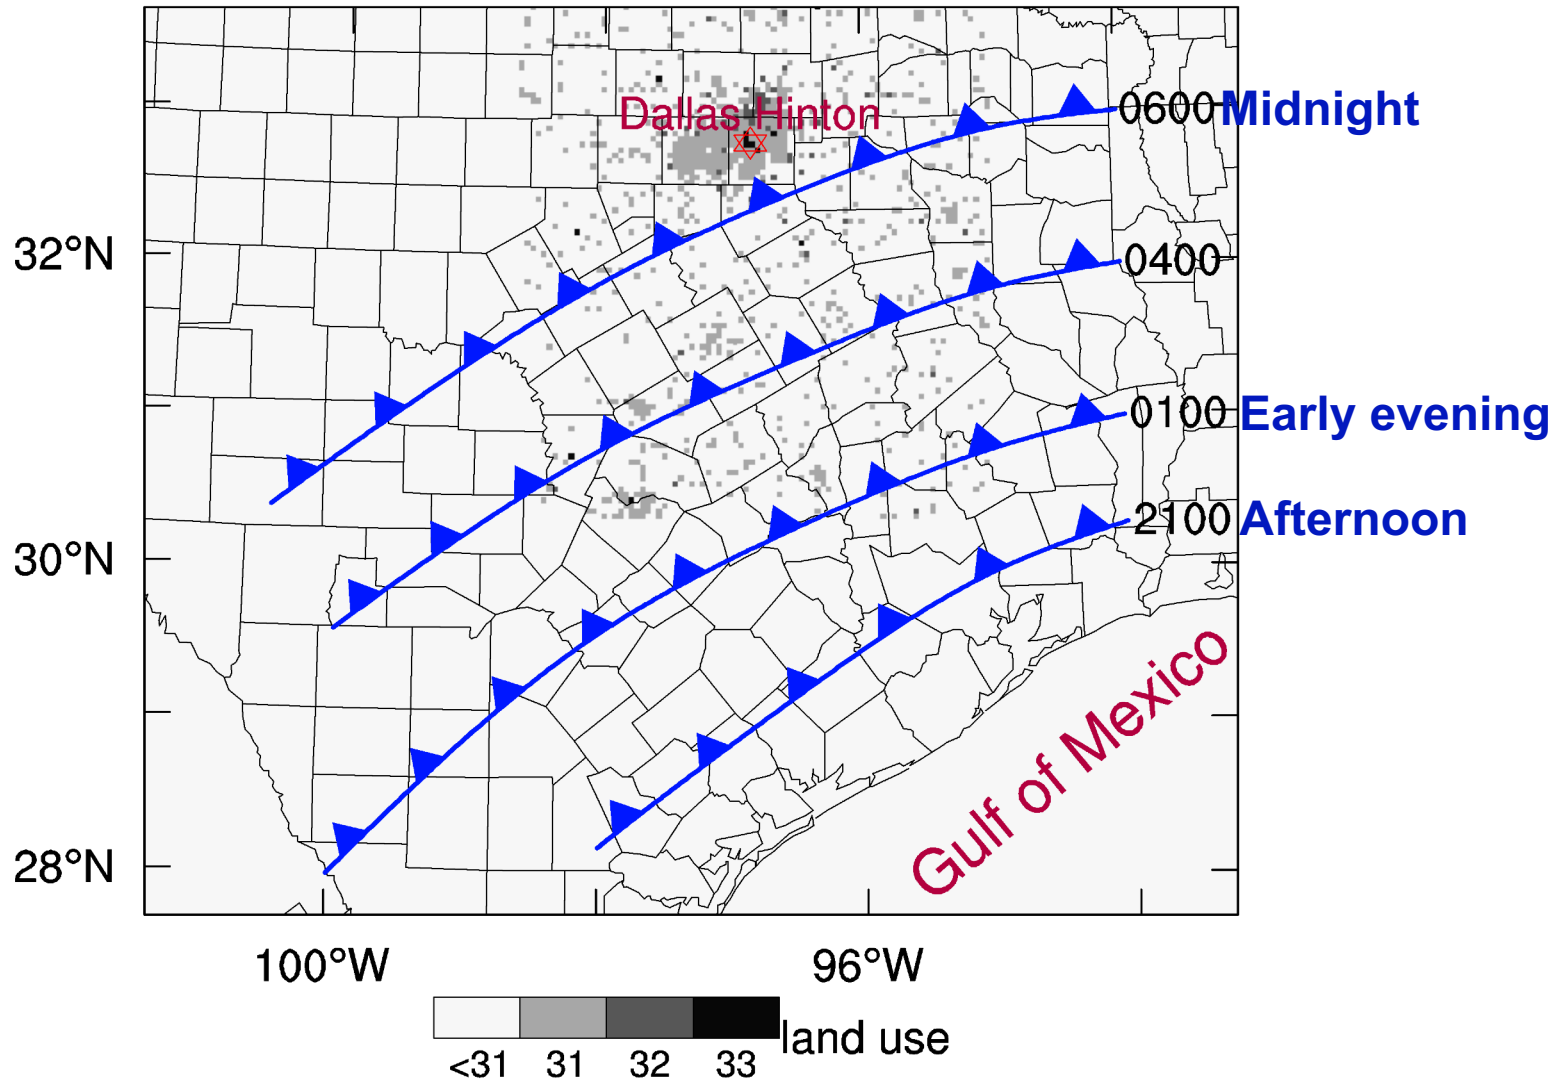 Dallas Hinton
0600 Midnight
32°N
0400
0100 Early evening
2100 Afternoon
30°N
Gulf of Mexico
28°N
100°W 96°W
<31 31 32 33 land use